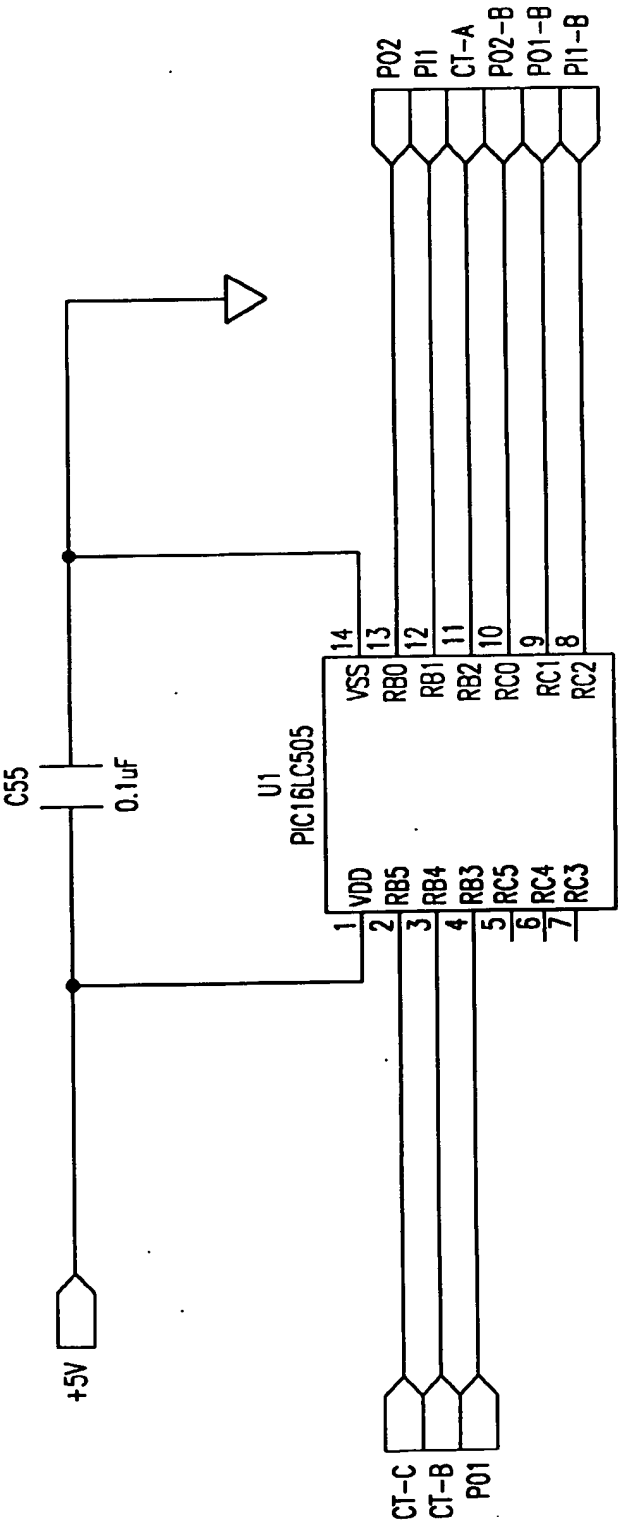 C55
0.1uF
+5V
U1
PIC16LC505
1 VDD
2 RB5
3 RB4
4 RB3
5 RC5
6 RC4
7 RC3
VSS 14
RB0 13
RB1 12
RB2 11
RC0 10
RC1 9
RC2 8
CT-C
CT-B
PO1
PO2
PI1
CT-A
PO2-B
PO1-B
PI1-B